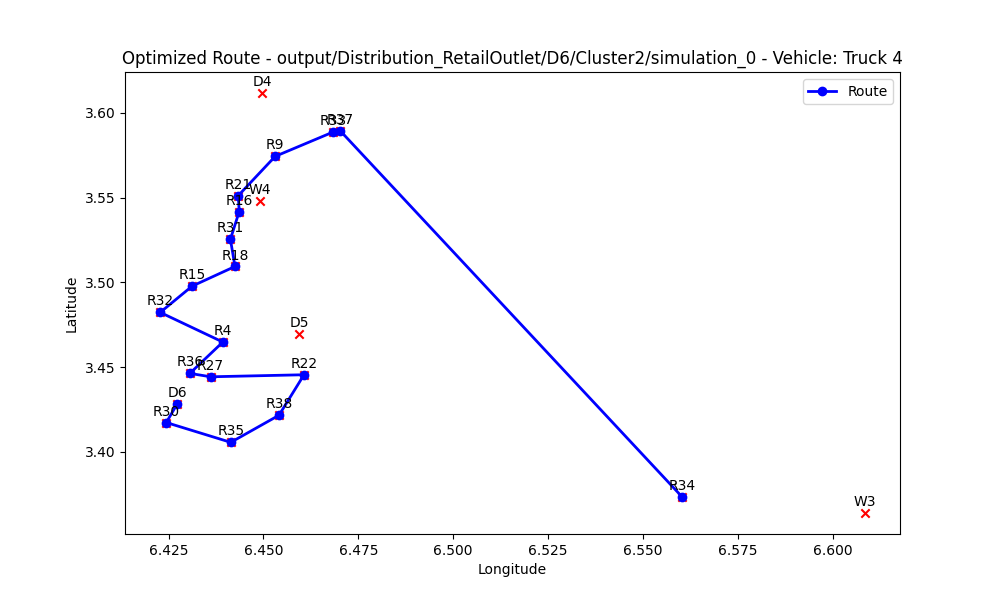 Optimized Route - output/Distribution_RetailOutlet/D6/Cluster2/simulation_0 - Vehicle: Truck 4
Route
D4
R33
R37
R9
R21
W4
R16
R31
R18
R15
R32
D5
R4
R36
R27
R22
D6
R30
R38
R35
R34
W3
3.60
3.55
3.50
3.45
3.40
Latitude
6.425
6.450
6.475
6.500
6.525
6.550
6.575
6.600
Longitude